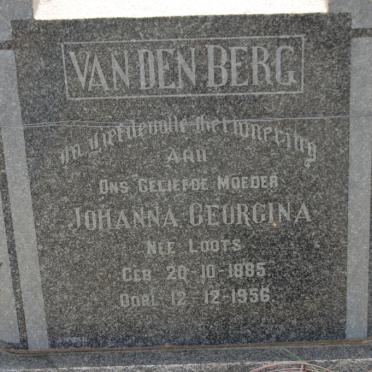 VAN DEN BERG
In liefdevolle herinnering
AAN
ONS GELIEFDE MOEDER
JOHANNA GEORGINA
NEE LOOTS
GEB. 20-10-1885
OORL. 12-12-1956